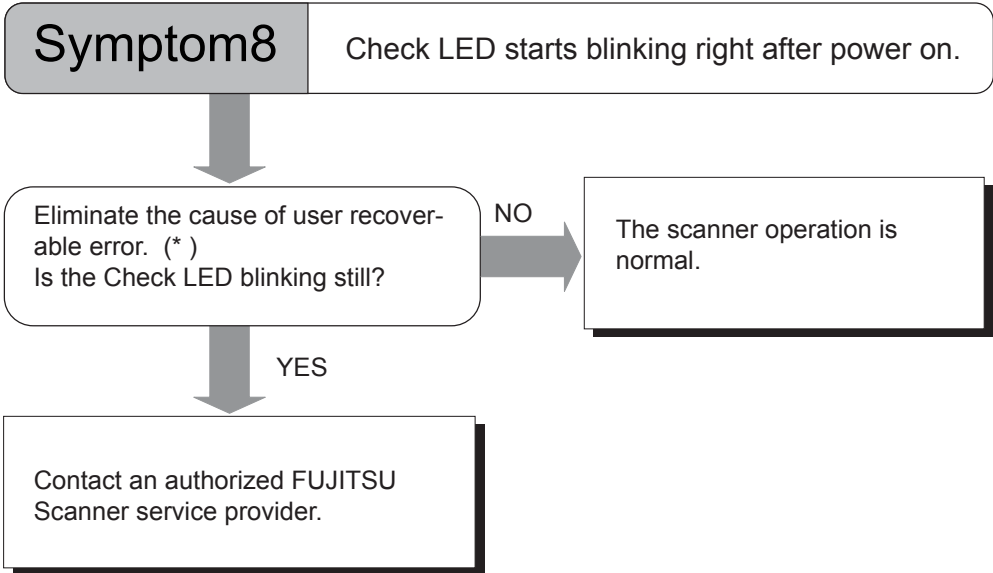 Symptom8
Check LED starts blinking right after power on.
Eliminate the cause of user recover-
able error.  (* )
Is the Check LED blinking still?
NO
The scanner operation is
normal.
YES
Contact an authorized FUJITSU
Scanner service provider.